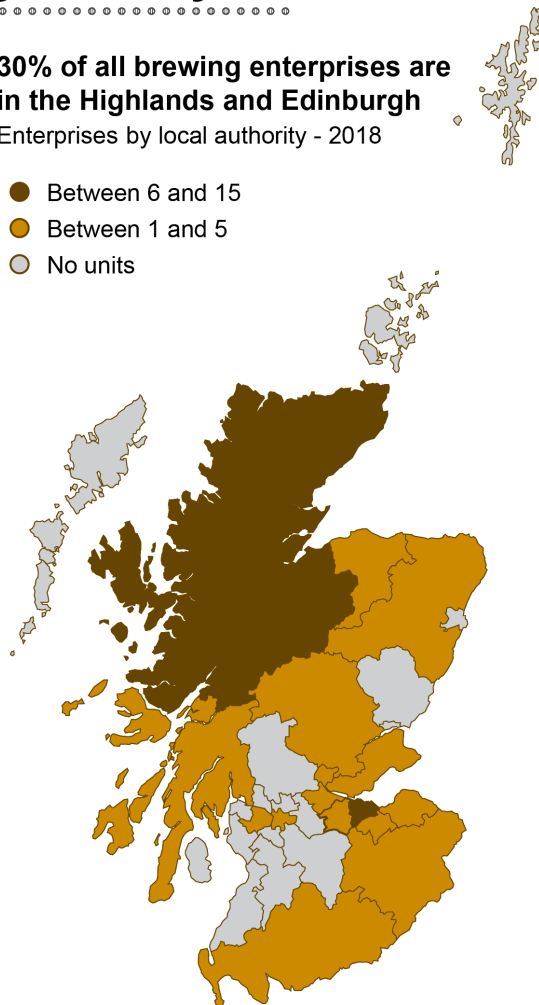 30% of all brewing enterprises are
in the Highlands and Edinburgh
Enterprises by local authority - 2018
Between 6 and 15
Between 1 and 5
No units